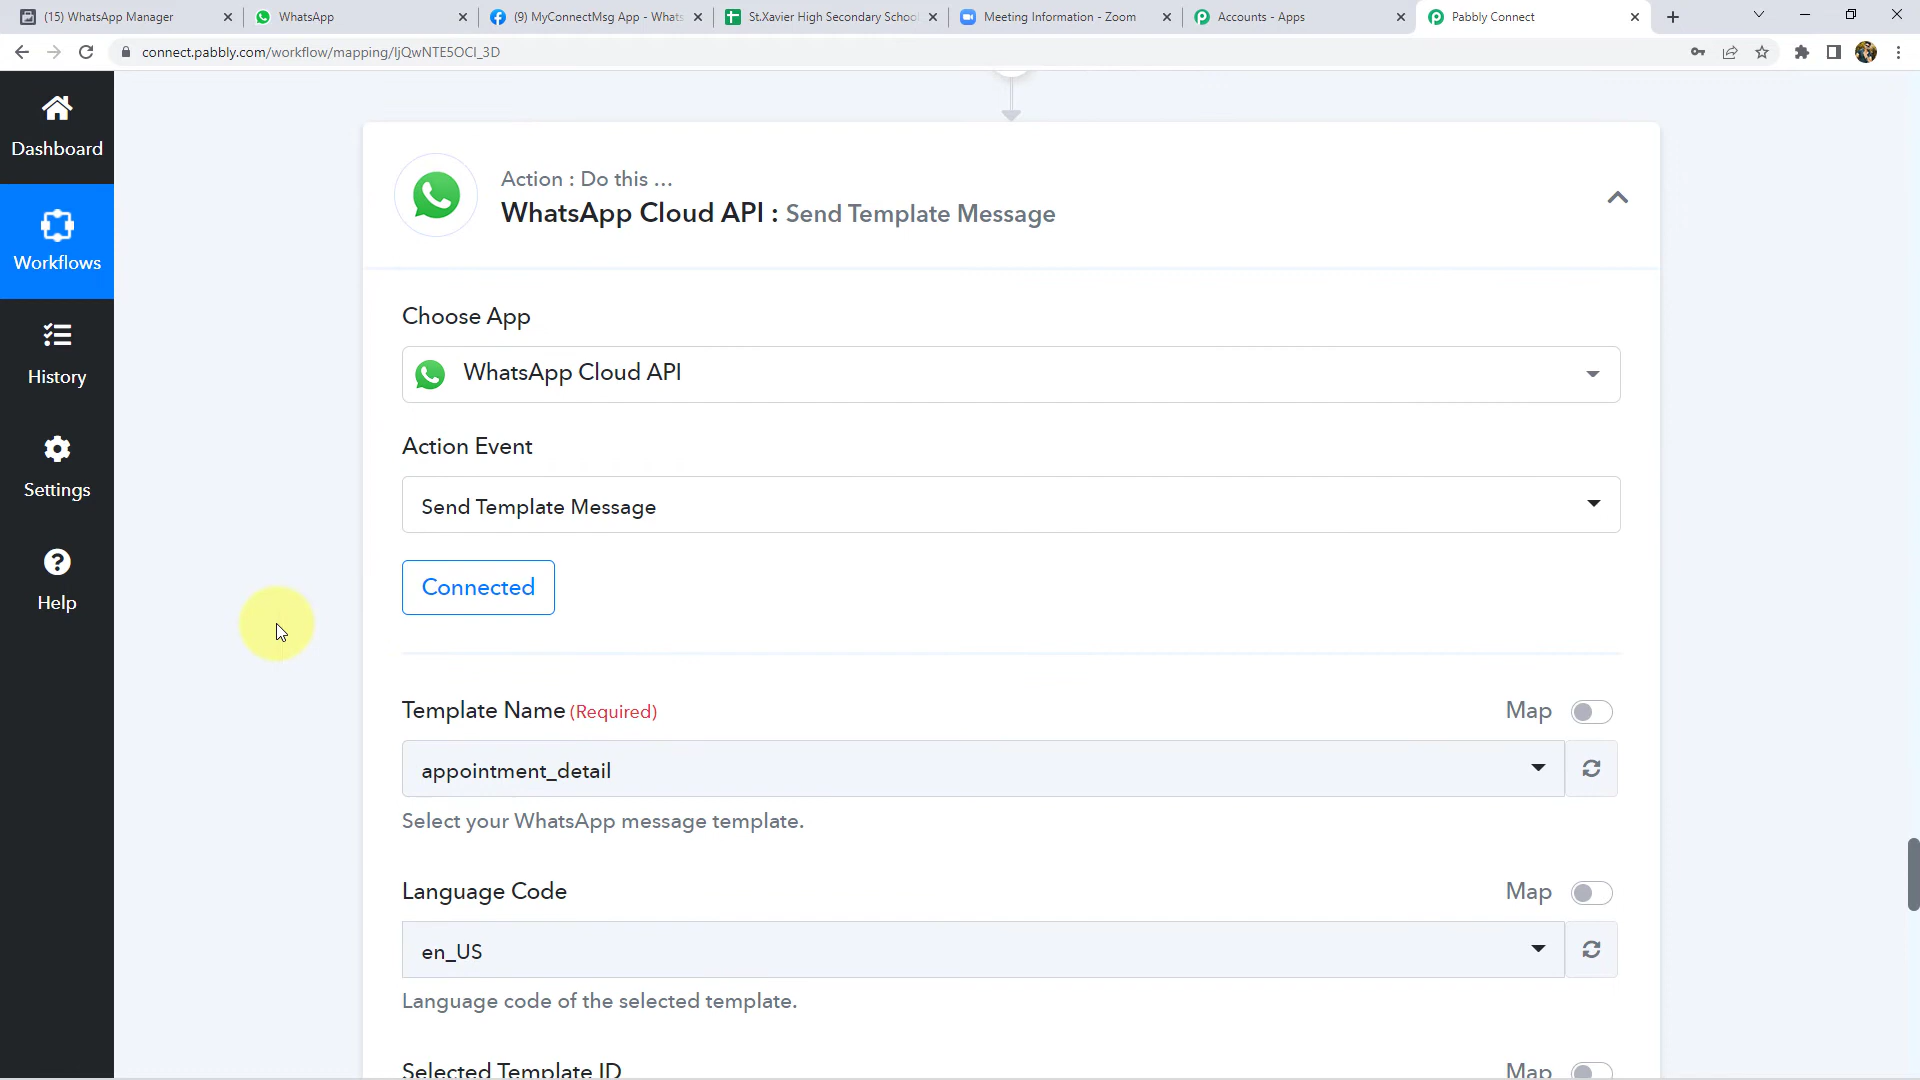 (15) WhatsApp Manager
WhatsApp
(9) MyConnectMsg App - Whats
St.Xavier High Secondary School
Meeting Information - Zoom
Accounts - Apps
Pabbly Connect
connect.pabbly.com/workflow/mapping/IjQwNTE5OCI_3D
Dashboard
Workflows
History
Settings
Help
Action : Do this ...
WhatsApp Cloud API : Send Template Message
Choose App
WhatsApp Cloud API
Action Event
Send Template Message
Connected
Template Name (Required)
Map
appointment_detail
Select your WhatsApp message template.
Language Code
Map
en_US
Language code of the selected template.
Selected Template ID
Map